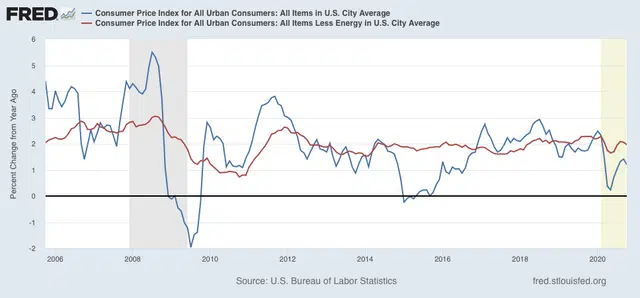 FRED
Consumer Price Index for All Urban Consumers: All Items in U.S. City Average
Consumer Price Index for All Urban Consumers: All Items Less Energy in U.S. City Average
Percent Change from Year Ago
6
5
4
3
2
1
0
-1
-2
2006
2008
2010
2012
2014
2016
2018
2020
Source: U.S. Bureau of Labor Statistics
fred.stlouisfed.org